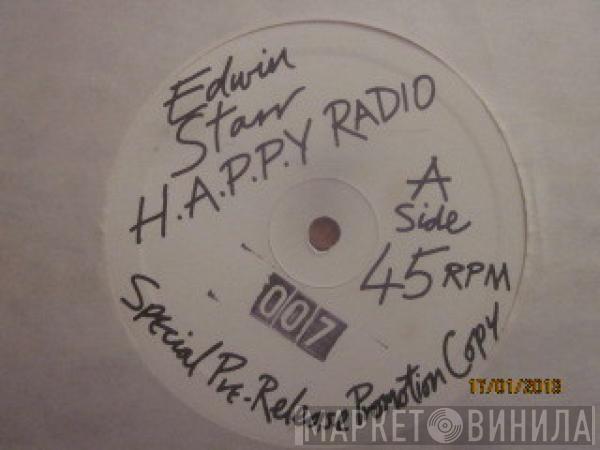 Edwin
Starr
H.A.P.P.Y RADIO
A
Side
45 RPM
007
Special Pre-Release Promotion Copy
17/01/2013
МАРКЕТ ВИНИЛА